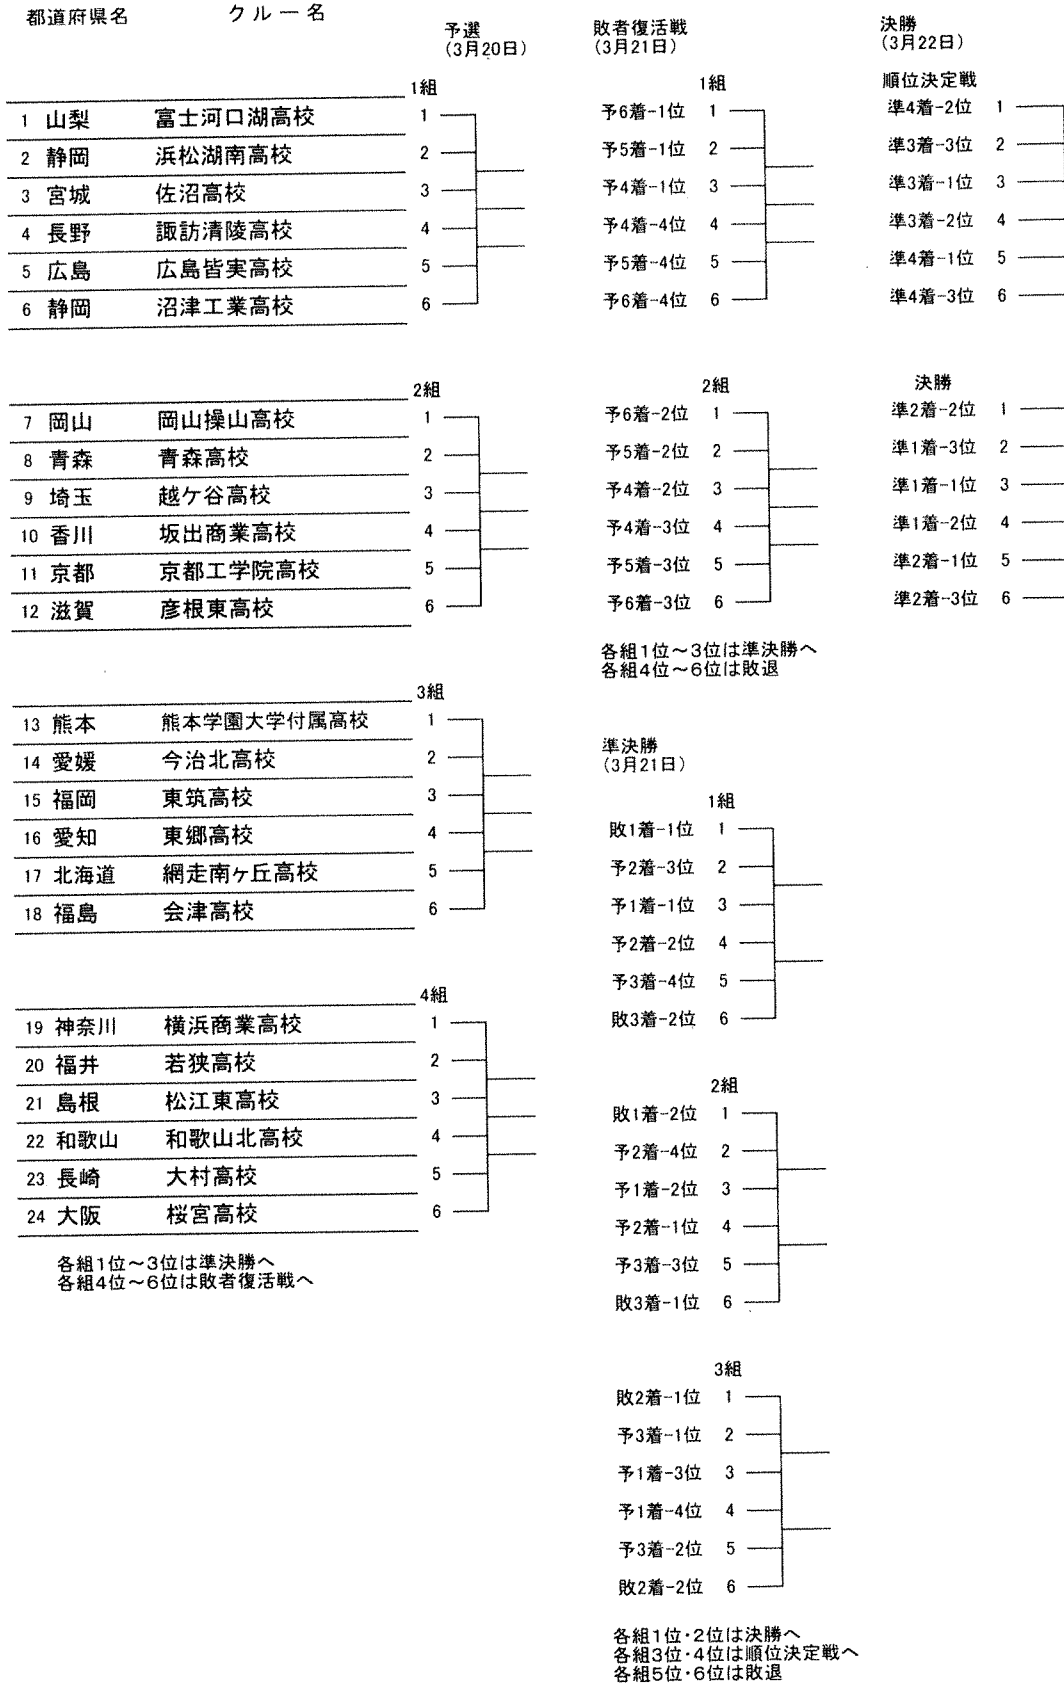 都道府県名 クルー名
予選
(3月20日)
1組
1 山梨 富士河口湖高校 1
2 静岡 浜松湖南高校 2
3 宮城 佐沼高校 3
4 長野 諏訪清陵高校 4
5 広島 広島皆実高校 5
6 静岡 沼津工業高校 6
2組
7 岡山 岡山操山高校 1
8 青森 青森高校 2
9 埼玉 越ケ谷高校 3
10 香川 坂出商業高校 4
11 京都 京都工学院高校 5
12 滋賀 彦根東高校 6
3組
13 熊本 熊本学園大学付属高校 1
14 愛媛 今治北高校 2
15 福岡 東筑高校 3
16 愛知 東郷高校 4
17 北海道 網走南ヶ丘高校 5
18 福島 会津高校 6
4組
19 神奈川 横浜商業高校 1
20 福井 若狭高校 2
21 島根 松江東高校 3
22 和歌山 和歌山北高校 4
23 長崎 大村高校 5
24 大阪 桜宮高校 6
各組1位～3位は準決勝へ
各組4位～6位は敗者復活戦へ
敗者復活戦
(3月21日)
1組
予6着-1位 1
予5着-1位 2
予4着-1位 3
予4着-4位 4
予5着-4位 5
予6着-4位 6
2組
予6着-2位 1
予5着-2位 2
予4着-2位 3
予4着-3位 4
予5着-3位 5
予6着-3位 6
各組1位～3位は準決勝へ
各組4位～6位は敗退
準決勝
(3月21日)
1組
敗1着-1位 1
予2着-3位 2
予1着-1位 3
予2着-2位 4
予3着-4位 5
敗3着-2位 6
2組
敗1着-2位 1
予2着-4位 2
予1着-2位 3
予2着-1位 4
予3着-3位 5
敗3着-1位 6
3組
敗2着-1位 1
予3着-1位 2
予1着-3位 3
予1着-4位 4
予3着-2位 5
敗2着-2位 6
各組1位・2位は決勝へ
各組3位・4位は順位決定戦へ
各組5位・6位は敗退
決勝
(3月22日)
順位決定戦
準4着-2位 1
準3着-3位 2
準3着-1位 3
準3着-2位 4
準4着-1位 5
準4着-3位 6
決勝
準2着-2位 1
準1着-3位 2
準1着-1位 3
準1着-2位 4
準2着-1位 5
準2着-3位 6